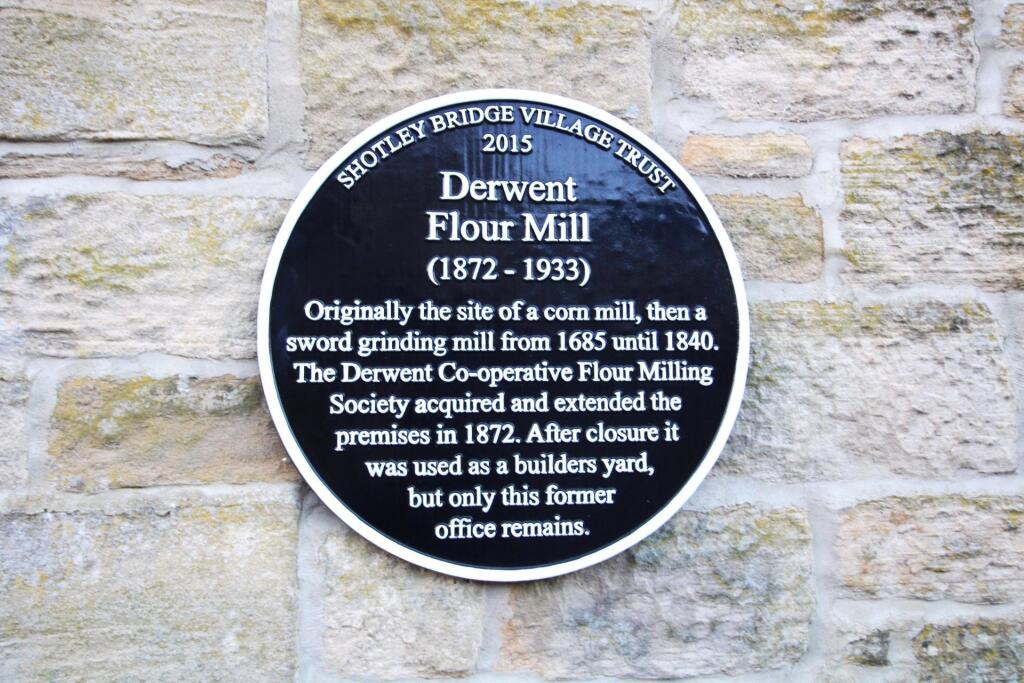 SHOTLEY BRIDGE VILLAGE TRUST
2015
Derwent
Flour Mill
(1872 - 1933)
Originally the site of a corn mill, then a
sword grinding mill from 1685 until 1840.
The Derwent Co-operative Flour Milling
Society acquired and extended the
premises in 1872. After closure it
was used as a builders yard,
but only this former
office remains.